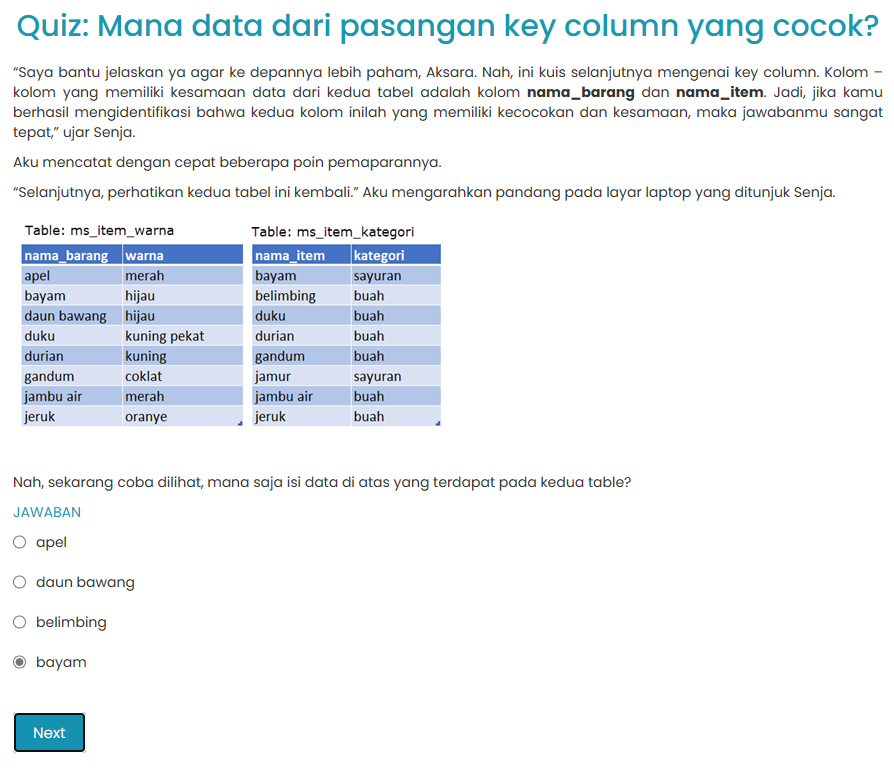 Quiz: Mana data dari pasangan key column yang cocok?
“Saya bantu jelaskan ya agar ke depannya lebih paham, Aksara. Nah, ini kuis selanjutnya mengenai key column. Kolom –
kolom yang memiliki kesamaan data dari kedua tabel adalah kolom nama_barang dan nama_item. Jadi, jika kamu
berhasil mengidentifikasi bahwa kedua kolom inilah yang memiliki kecocokan dan kesamaan, maka jawabanmu sangat
tepat,” ujar Senja.
Aku mencatat dengan cepat beberapa poin pemaparannya.
“Selanjutnya, perhatikan kedua tabel ini kembali.” Aku mengarahkan pandang pada layar laptop yang ditunjuk Senja.
Table: ms_item_warna
nama_barang warna
apel merah
bayam hijau
daun bawang hijau
duku kuning pekat
durian kuning
gandum coklat
jambu air merah
jeruk oranye
Table: ms_item_kategori
nama_item kategori
bayam sayuran
belimbing buah
duku buah
durian buah
gandum buah
jamur sayuran
jambu air buah
jeruk buah
Nah, sekarang coba dilihat, mana saja isi data di atas yang terdapat pada kedua table?
JAWABAN
apel
daun bawang
belimbing
bayam
Next